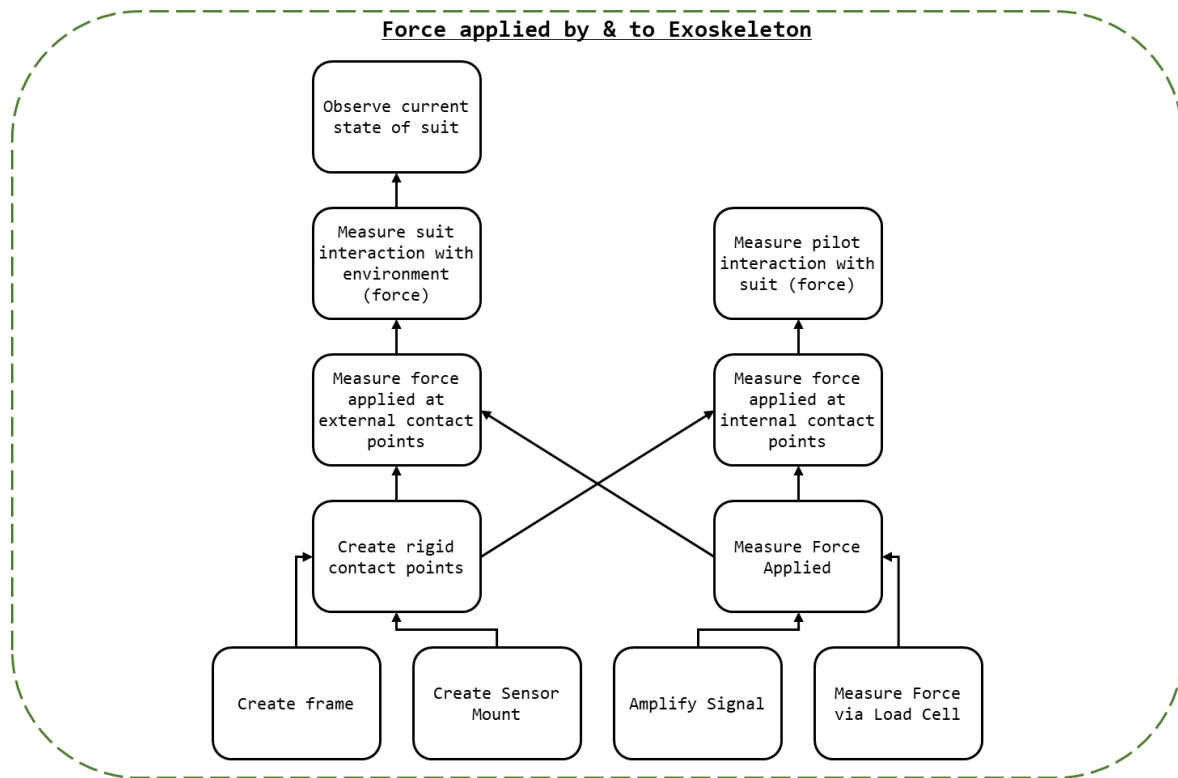 Force applied by & to Exoskeleton
Observe current
state of suit
Measure suit
interaction with
environment
(force)
Measure pilot
interaction with
suit (force)
Measure force
applied at
external contact
points
Measure force
applied at
internal contact
points
Create rigid
contact points
Measure Force
Applied
Create frame
Create Sensor
Mount
Amplify Signal
Measure Force
via Load Cell